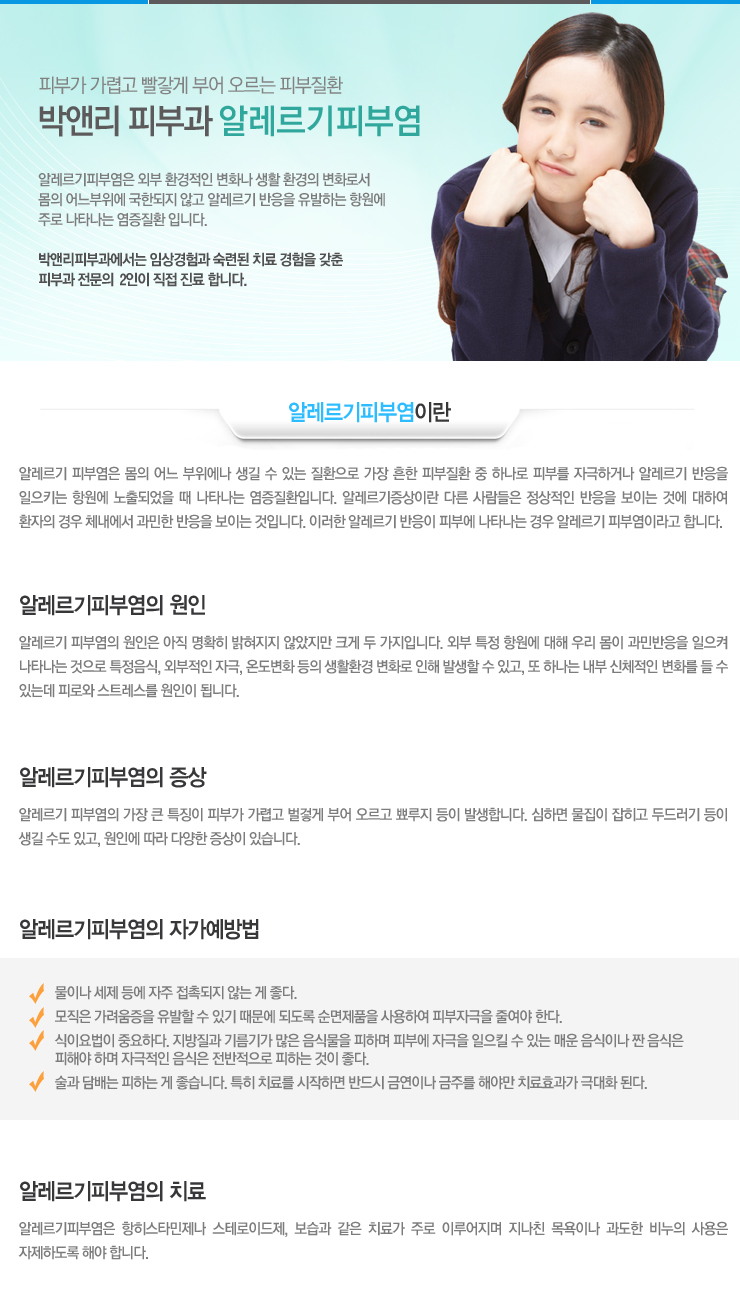 피부가 가렵고 빨갛게 부어 오르는 피부질환
박앤리 피부과 알레르기피부염
알레르기피부염은 외부 환경적인 변화나 생활 환경의 변화로서
몸의 어느부위에 국한되지 않고 알레르기 반응을 유발하는 항원에
주로 나타나는 염증질환 입니다.
박앤리피부과에서는 임상경험과 숙련된 치료 경험을 갖춘
피부과 전문의 2인이 직접 진료 합니다.
알레르기피부염이란
알레르기 피부염은 몸의 어느 부위에나 생길 수 있는 질환으로 가장 흔한 피부질환 중 하나로 피부를 자극하거나 알레르기 반응을
일으키는 항원에 노출되었을 때 나타나는 염증질환입니다. 알레르기증상이란 다른 사람들은 정상적인 반응을 보이는 것에 대하여
환자의 경우 체내에서 과민한 반응을 보이는 것입니다. 이러한 알레르기 반응이 피부에 나타나는 경우 알레르기 피부염이라고 합니다.
알레르기피부염의 원인
알레르기 피부염의 원인은 아직 명확히 밝혀지지 않았지만 크게 두 가지입니다. 외부 특정 항원에 대해 우리 몸이 과민반응을 일으켜
나타나는 것으로 특정음식, 외부적인 자극, 온도변화 등의 생활환경 변화로 인해 발생할 수 있고, 또 하나는 내부 신체적인 변화를 들 수
있는데 피로와 스트레스를 원인이 됩니다.
알레르기피부염의 증상
알레르기 피부염의 가장 큰 특징이 피부가 가렵고 벌겋게 부어 오르고 뾰루지 등이 발생합니다. 심하면 물집이 잡히고 두드러기 등이
생길 수도 있고, 원인에 따라 다양한 증상이 있습니다.
알레르기피부염의 자가예방법
물이나 세제 등에 자주 접촉되지 않는 게 좋다.
모직은 가려움증을 유발할 수 있기 때문에 되도록 순면제품을 사용하여 피부자극을 줄여야 한다.
식이요법이 중요하다. 지방질과 기름기가 많은 음식물을 피하며 피부에 자극을 일으킬 수 있는 매운 음식이나 짠 음식은
피해야 하며 자극적인 음식은 전반적으로 피하는 것이 좋다.
술과 담배는 피하는 게 좋습니다. 특히 치료를 시작하면 반드시 금연이나 금주를 해야만 치료효과가 극대화 된다.
알레르기피부염의 치료
알레르기피부염은 항히스타민제나 스테로이드제, 보습과 같은 치료가 주로 이루어지며 지나친 목욕이나 과도한 비누의 사용은
자제하도록 해야 합니다.